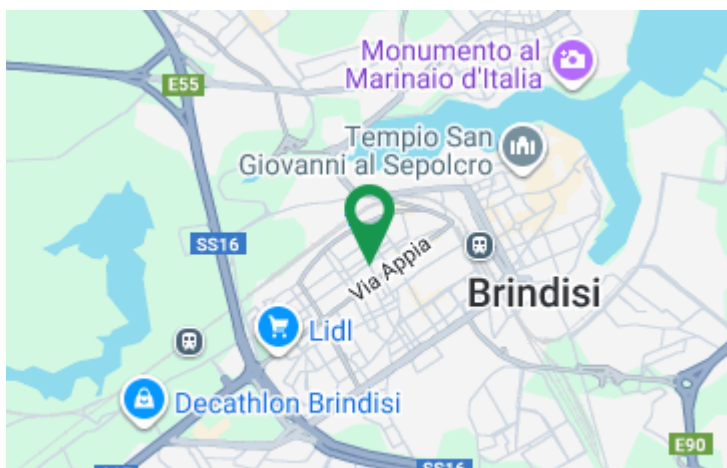 Monumento al
Marinaio d'Italia
E55
Tempio San
Giovanni al Sepolcro
SS16
Via Appia
Brindisi
Lidl
Decathlon Brindisi
E90
SS16